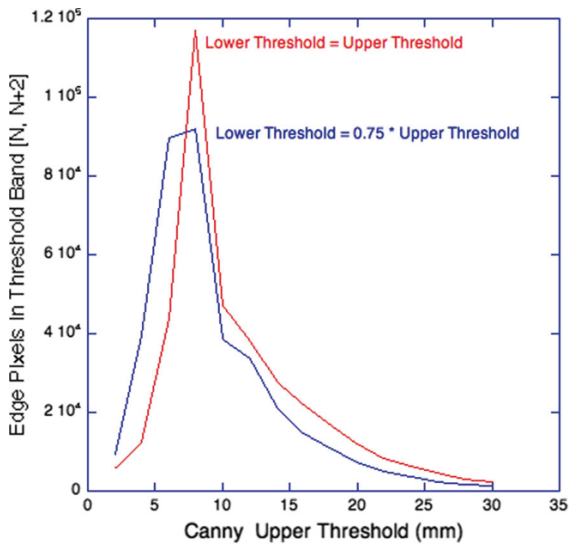 1.2 10⁵
1 10⁵
8 10⁴
6 10⁴
4 10⁴
2 10⁴
0
Edge Pixels In Threshold Band [N, N+2]
Lower Threshold = Upper Threshold
Lower Threshold = 0.75 * Upper Threshold
0 5 10 15 20 25 30 35
Canny Upper Threshold (mm)